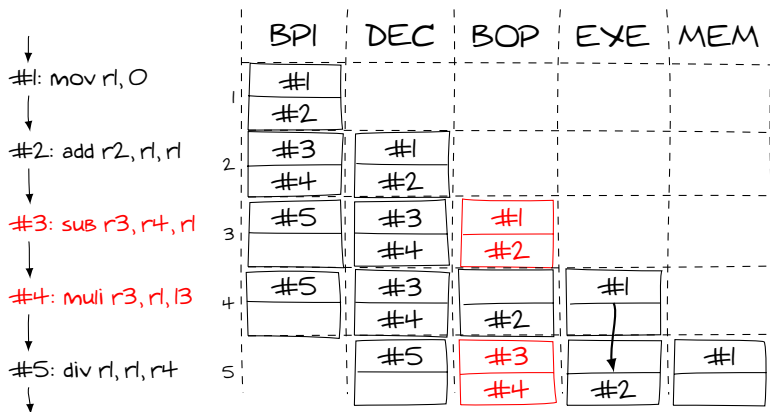 BPI DEC BOP EXE MEM
#1: mov r1, 0
1 #1
#2
#2: add r2, r1, r1
2 #3 #1
#4 #2
#3: sub r3, r4, r1
3 #5 #3 #1
#4 #2
#4: muli r3, r1, 13
4 #5 #3 #1
#4 #2
#5: div r1, r1, r4
5 #5 #3 #1
#4 #2